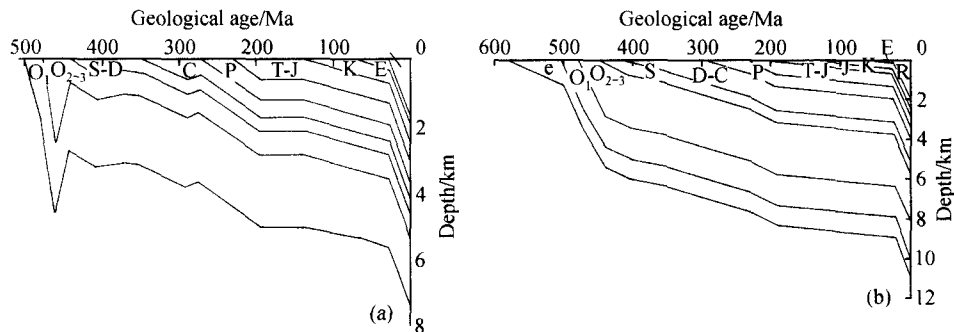 Geological age/Ma
500 400 300 200 100 0
O₁ O₂₋₃ S-D C P T-J K E
2
4
6
8
Depth/km
(a)
Geological age/Ma
600 500 400 300 200 100 E 0
e O₁ O₂₋₃ S D-C P T-J J-K R
2
4
6
8
10
12
Depth/km
(b)